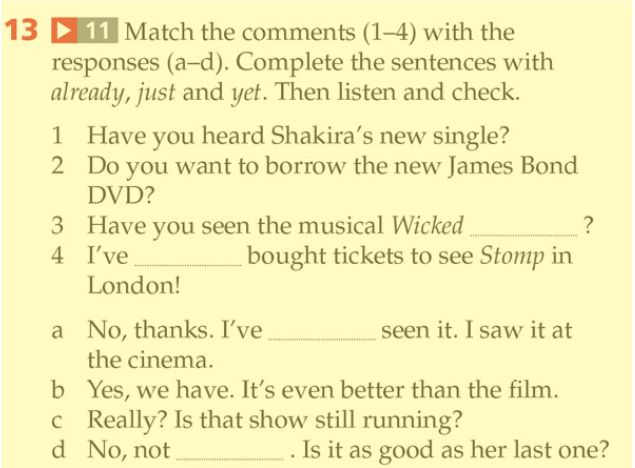 13 ▶ 11 Match the comments (1–4) with the
responses (a–d). Complete the sentences with
already, just and yet. Then listen and check.
1 Have you heard Shakira's new single?
2 Do you want to borrow the new James Bond
DVD?
3 Have you seen the musical Wicked ............ ?
4 I've ............ bought tickets to see Stomp in
London!
a No, thanks. I've ............ seen it. I saw it at
the cinema.
b Yes, we have. It's even better than the film.
c Really? Is that show still running?
d No, not ............ . Is it as good as her last one?